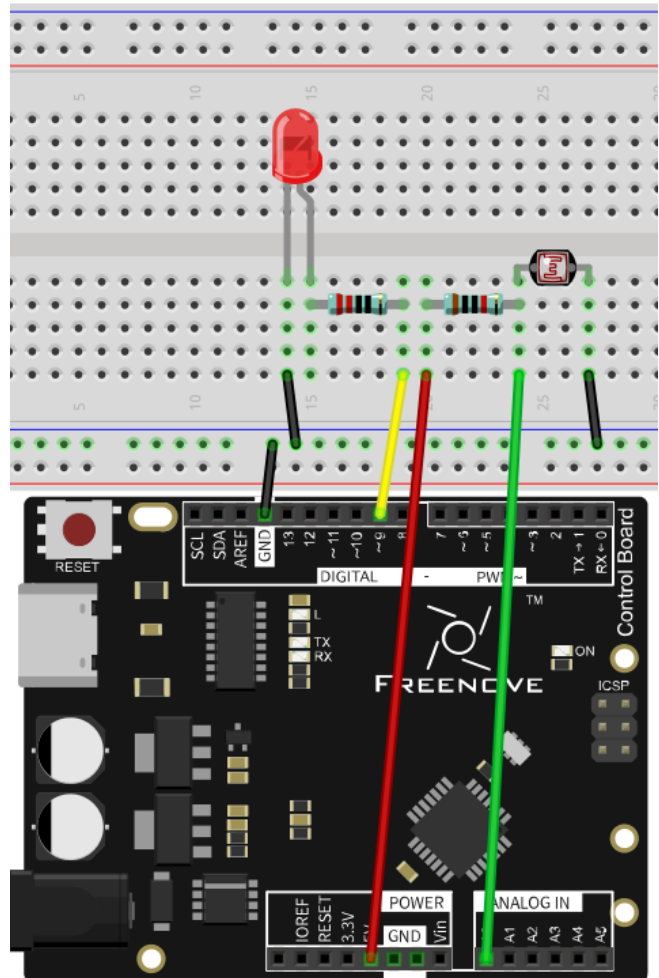 5 10 15 20 25
5 10 15 20 25
RESET
SCL SDA AREF GND 13 12 ~11 ~10 ~9 8 7 ~6 ~5 ~3 2 TX→1 RX←0
DIGITAL - PWM~
Control Board
L
TX
RX
™
FREENOVE
ON
ICSP
POWER ANALOG IN
IOREF RESET 3.3V 5V GND Vin A1 A2 A3 A4 A5